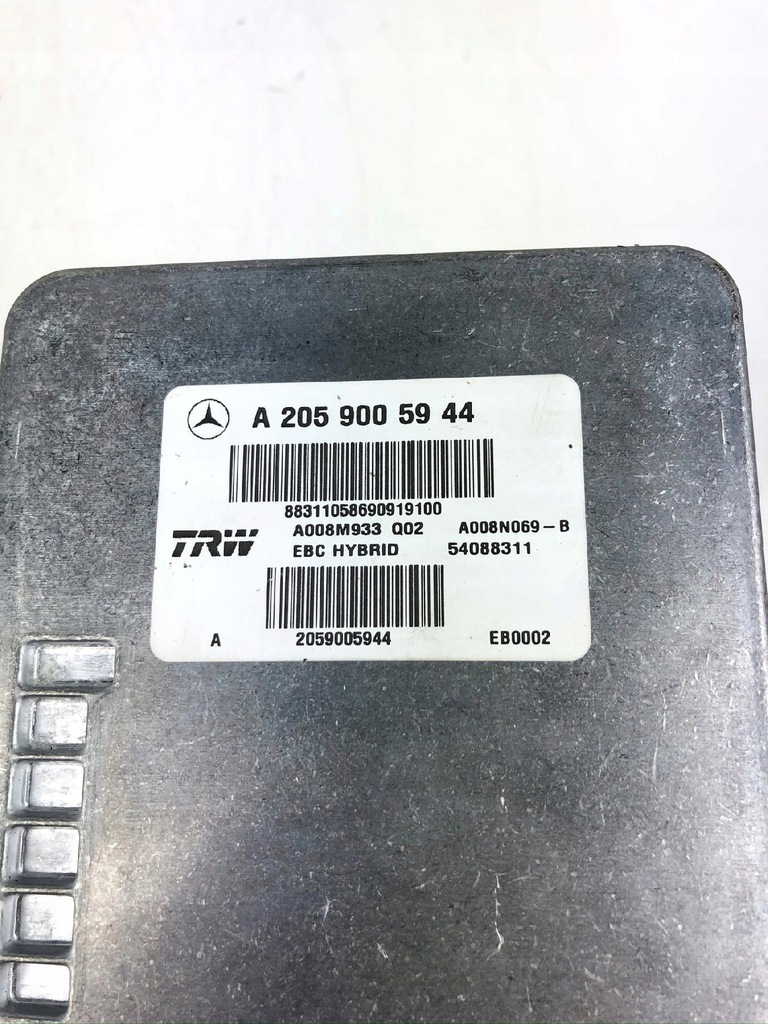 A 205 900 59 44
88311058690919100
A008M933 Q02 A008N069-B
TRW EBC HYBRID 54088311
A 2059005944 EB0002